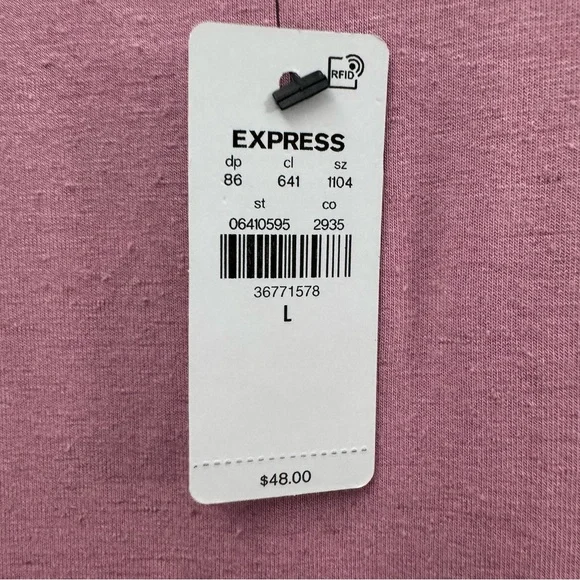 RFID
EXPRESS
dp cl sz
86 641 1104
st co
06410595 2935
36771578
L
$48.00